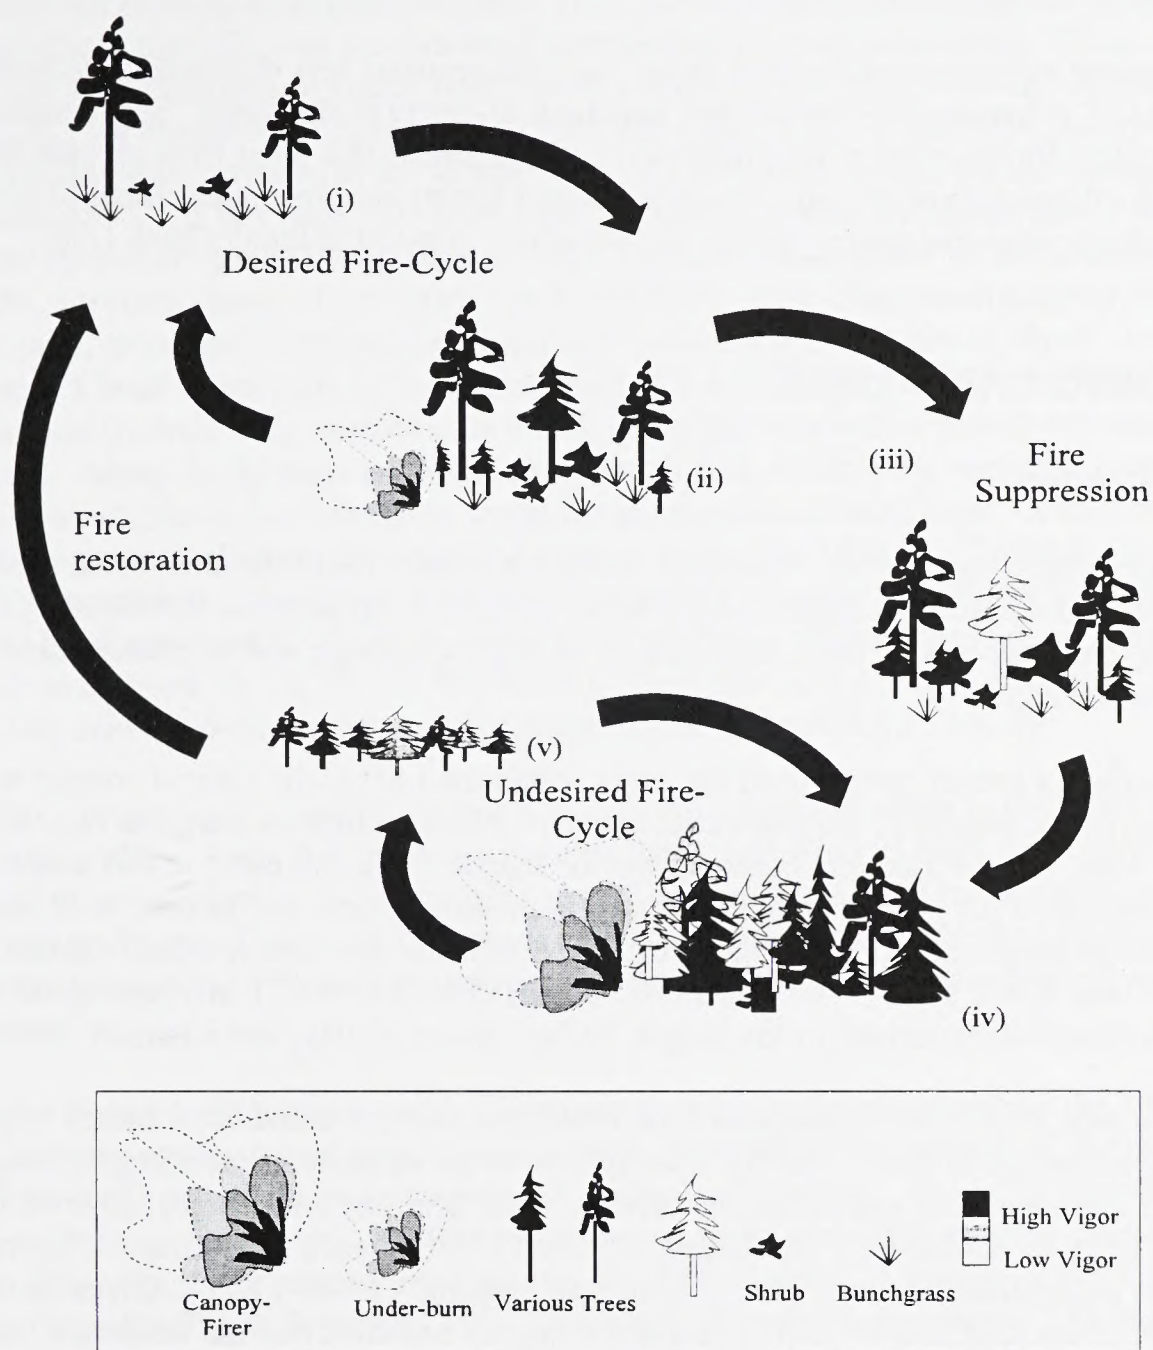 (i)
Desired Fire-Cycle
(ii)
(iii)
Fire
Suppression
Fire
restoration
(v)
Undesired Fire-
Cycle
(iv)
Canopy-
Firer
Under-burn
Various Trees
Shrub
Bunchgrass
High Vigor
Low Vigor